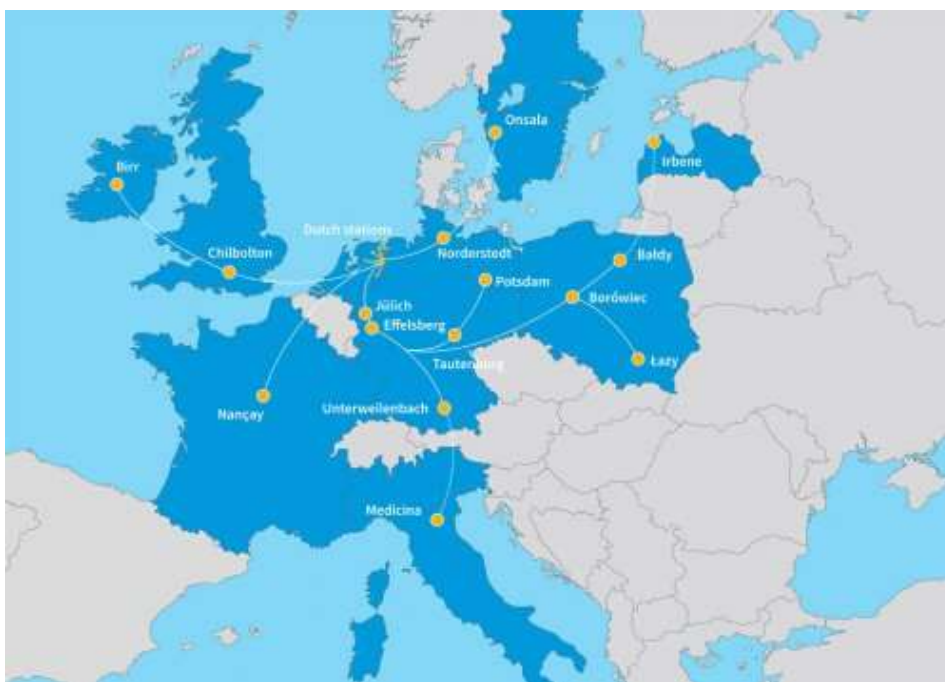 Onsala
Irbene
Birr
Dutch stations
Chilbolton
Norderstedt
Bałdy
Potsdam
Borówiec
Jülich
Effelsberg
Tautenburg
Łazy
Nançay
Unterweilenbach
Medicina